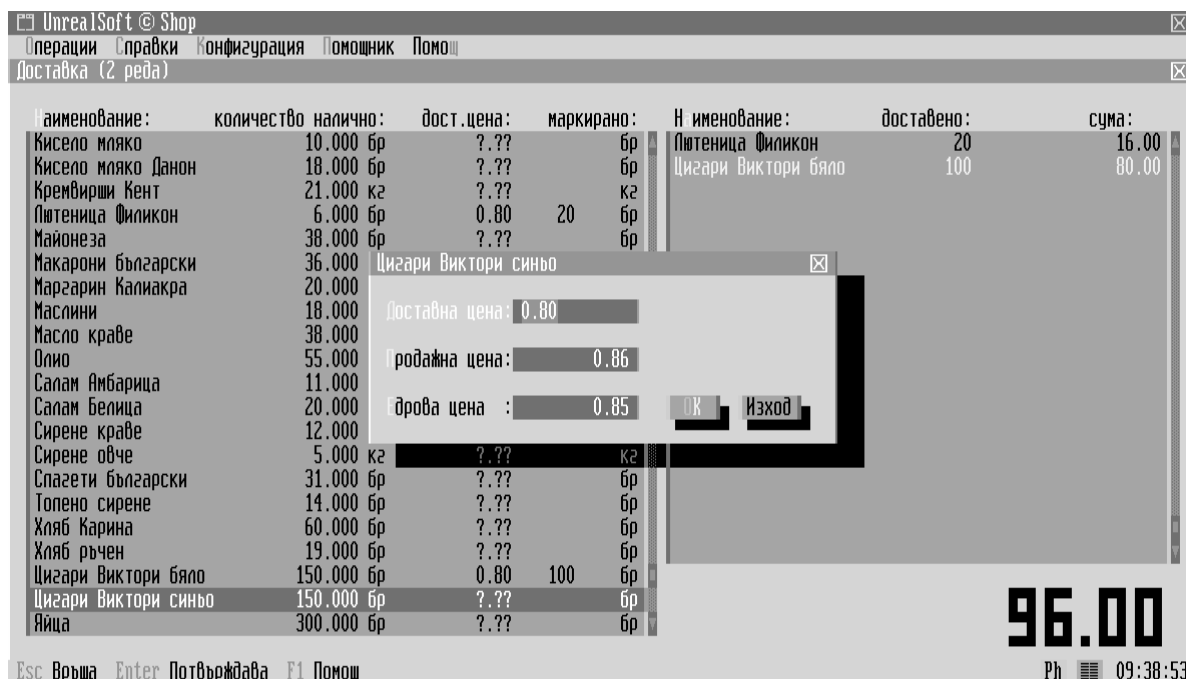 UnrealSoft © Shop
Операции Справки Конфигурация Помощник Помощ
Доставка (2 реда)
Наименование: количество налично: дост.цена: маркирано: Наименование: доставено: сума:
Кисело мляко 10.000 бр ?.?? бр Лютеница Филикон 20 16.00
Кисело мляко Данон 18.000 бр ?.?? бр Цигари Виктори бяло 100 80.00
Кремвирши Кент 21.000 кг ?.?? кг
Лютеница Филикон 6.000 бр 0.80 20 бр
Майонеза 38.000 бр ?.?? бр
Макарони български 36.000
Маргарин Калиакра 20.000
Маслини 18.000
Масло краве 38.000
Олио 55.000
Салам Амбарица 11.000
Салам Белица 20.000
Сирене краве 12.000
Сирене овче 5.000 кг ?.?? кг
Спагети български 31.000 бр ?.?? бр
Топено сирене 14.000 бр ?.?? бр
Хляб Карина 60.000 бр ?.?? бр
Хляб ръчен 19.000 бр ?.?? бр
Цигари Виктори бяло 150.000 бр 0.80 100 бр
Цигари Виктори синьо 150.000 бр ?.?? бр
Яйца 300.000 бр ?.?? бр
Цигари Виктори синьо
Доставна цена: 0.80
Продажна цена: 0.86
Едрова цена : 0.85
OK Изход
96.00
Esc Връща Enter Потвърждава F1 Помощ Ph 09:38:53